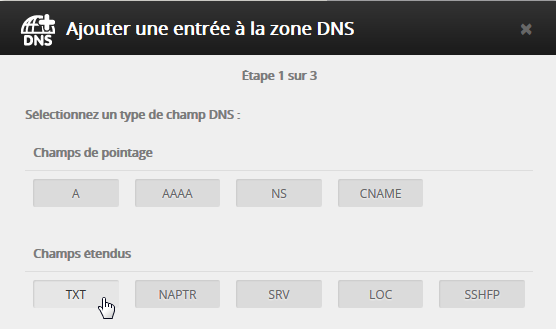 DNS Ajouter une entrée à la zone DNS
Étape 1 sur 3
Sélectionnez un type de champ DNS :
Champs de pointage
A AAAA NS CNAME
Champs étendus
TXT NAPTR SRV LOC SSHFP